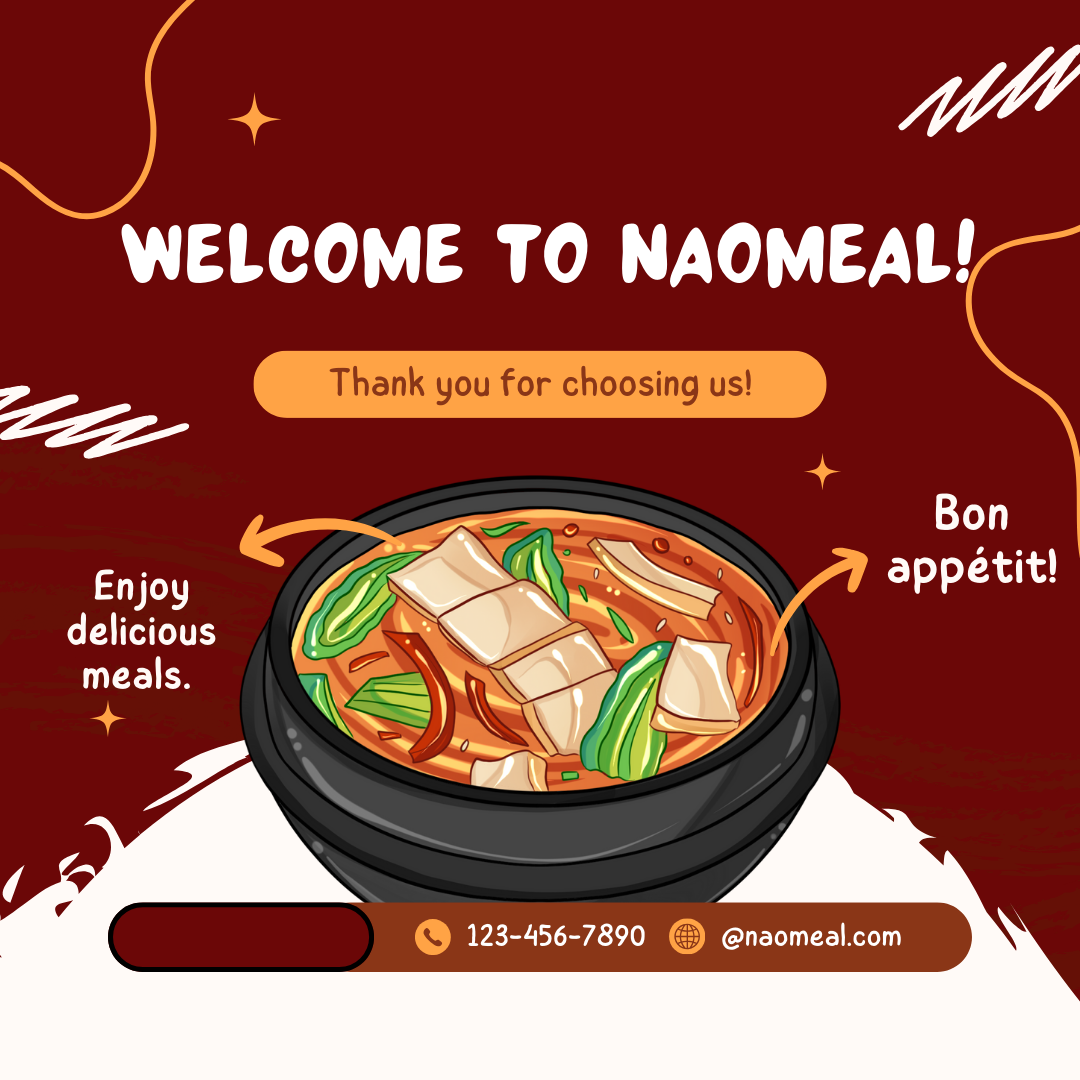 WELCOME TO NAOMEAL!
Thank you for choosing us!
Bon
appétit!
Enjoy
delicious
meals.
123-456-7890 @naomeal.com